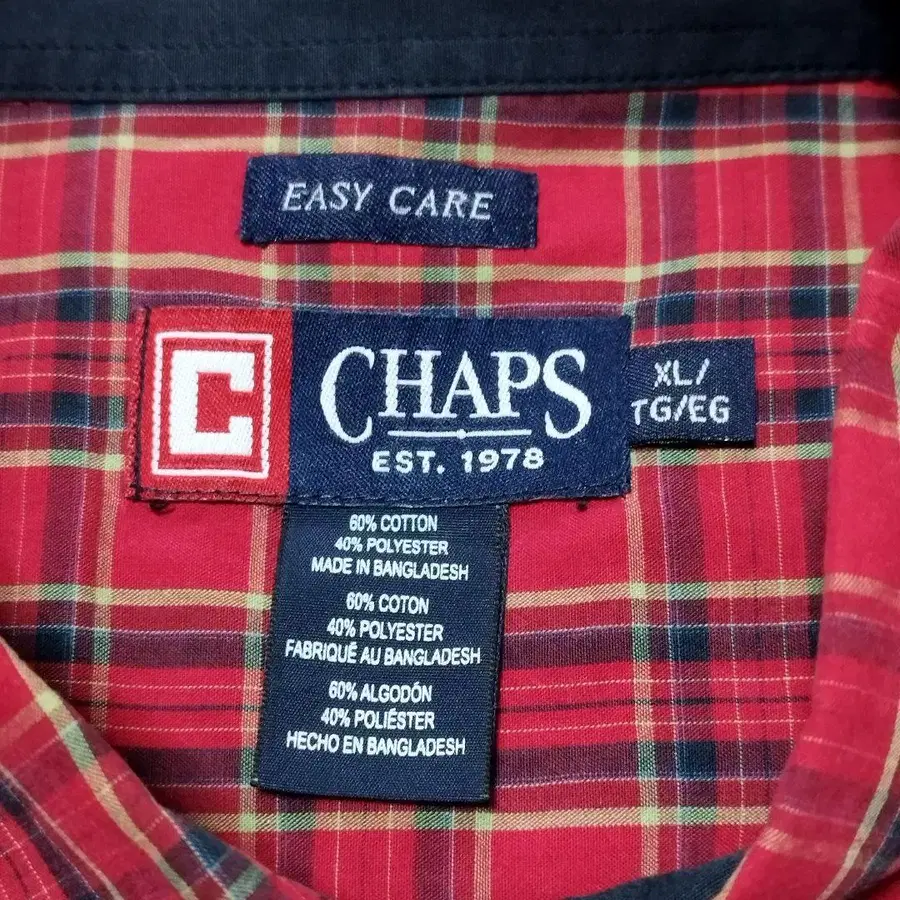 EASY CARE
C
CHAPS
EST. 1978
XL/
TG/EG
60% COTTON
40% POLYESTER
MADE IN BANGLADESH
60% COTON
40% POLYESTER
FABRIQUÉ AU BANGLADESH
60% ALGODÓN
40% POLIÉSTER
HECHO EN BANGLADESH